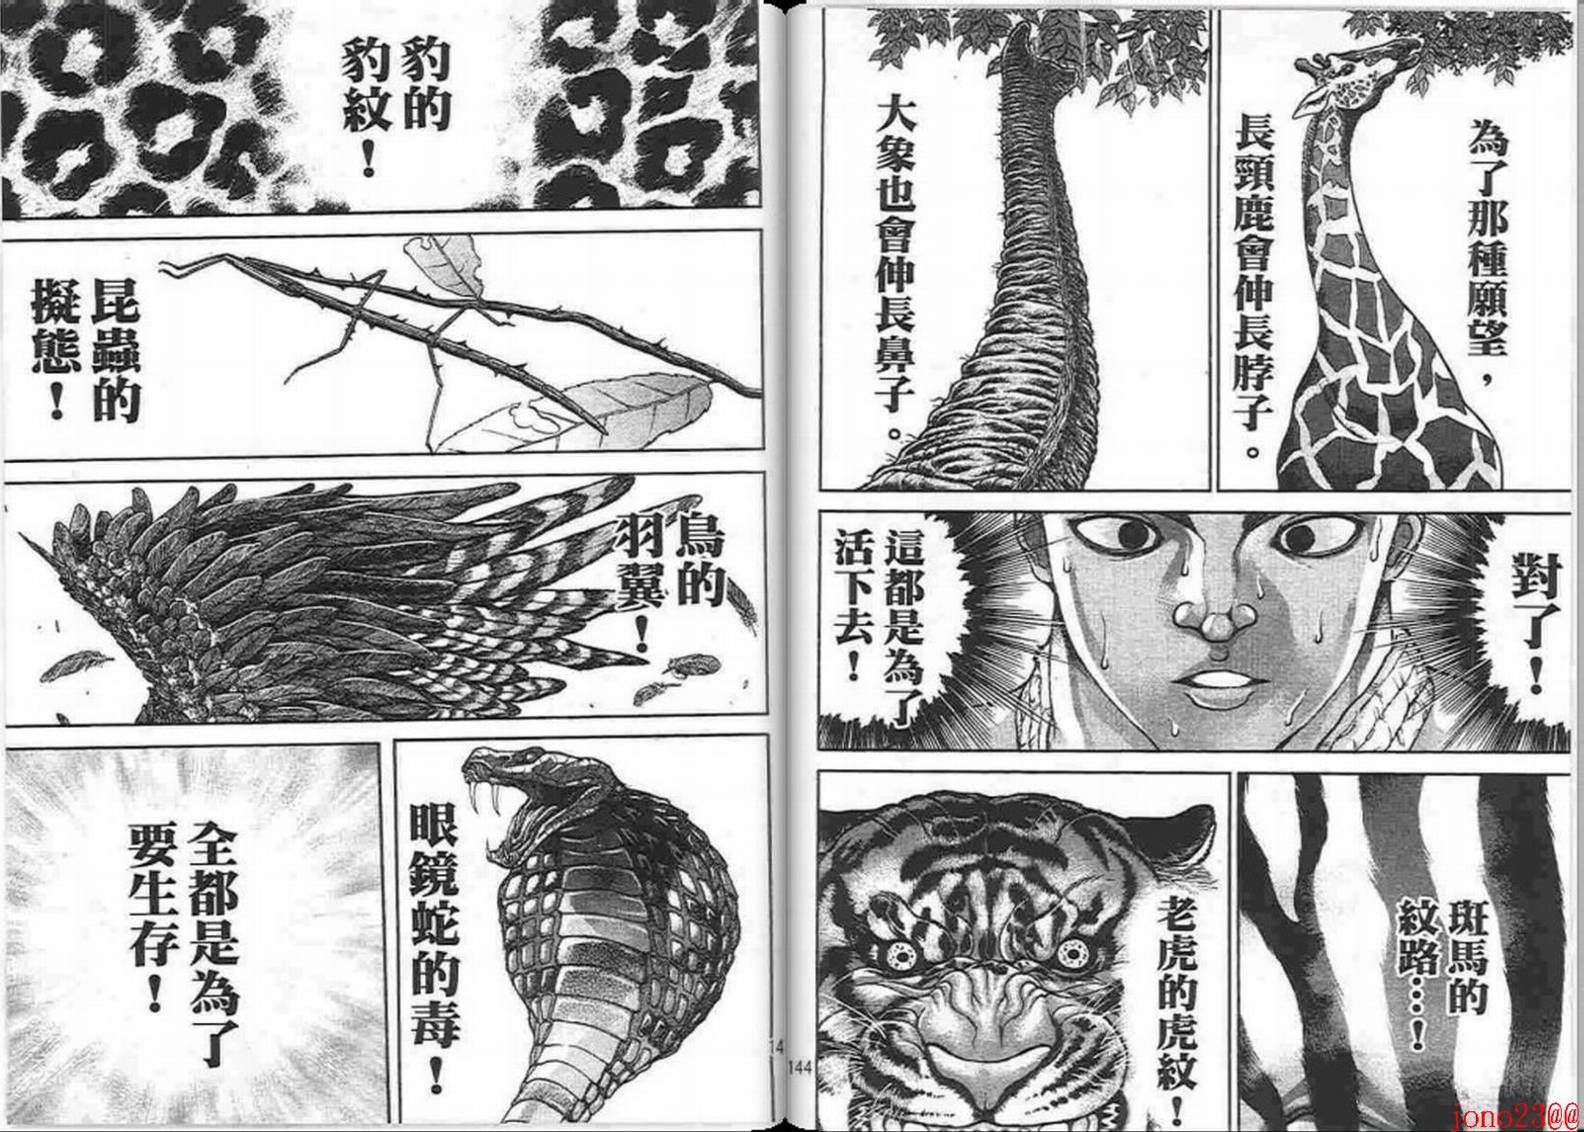 為了那種願望，
長頸鹿會伸長脖子。
大象也會伸長鼻子。
對了！
這都是為了
活下去！
斑馬的
紋路…！
老虎的虎紋！
豹的
豹紋！
昆蟲的
擬態！
鳥的
羽翼！
眼鏡蛇的毒！
全都是為了
要生存！
14
144
jono23@@